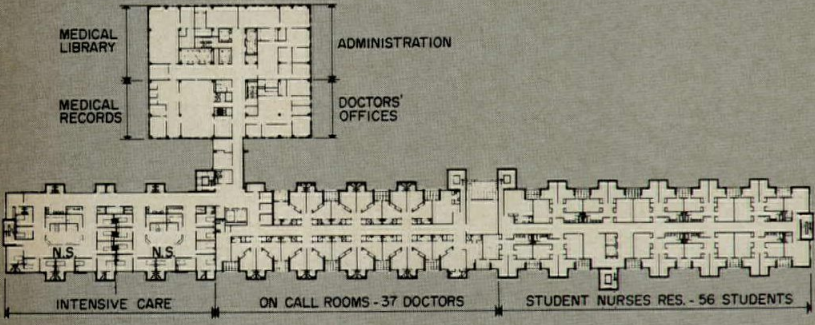 MEDICAL
LIBRARY
ADMINISTRATION
MEDICAL
RECORDS
DOCTORS'
OFFICES
N.S.
N.S.
INTENSIVE CARE
ON CALL ROOMS - 37 DOCTORS
STUDENT NURSES RES. - 56 STUDENTS